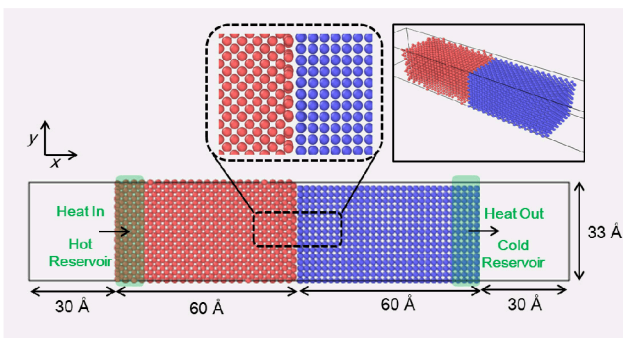 y
x
Heat In
Hot
Reservoir
Heat Out
Cold
Reservoir
33 Å
30 Å
60 Å
60 Å
30 Å